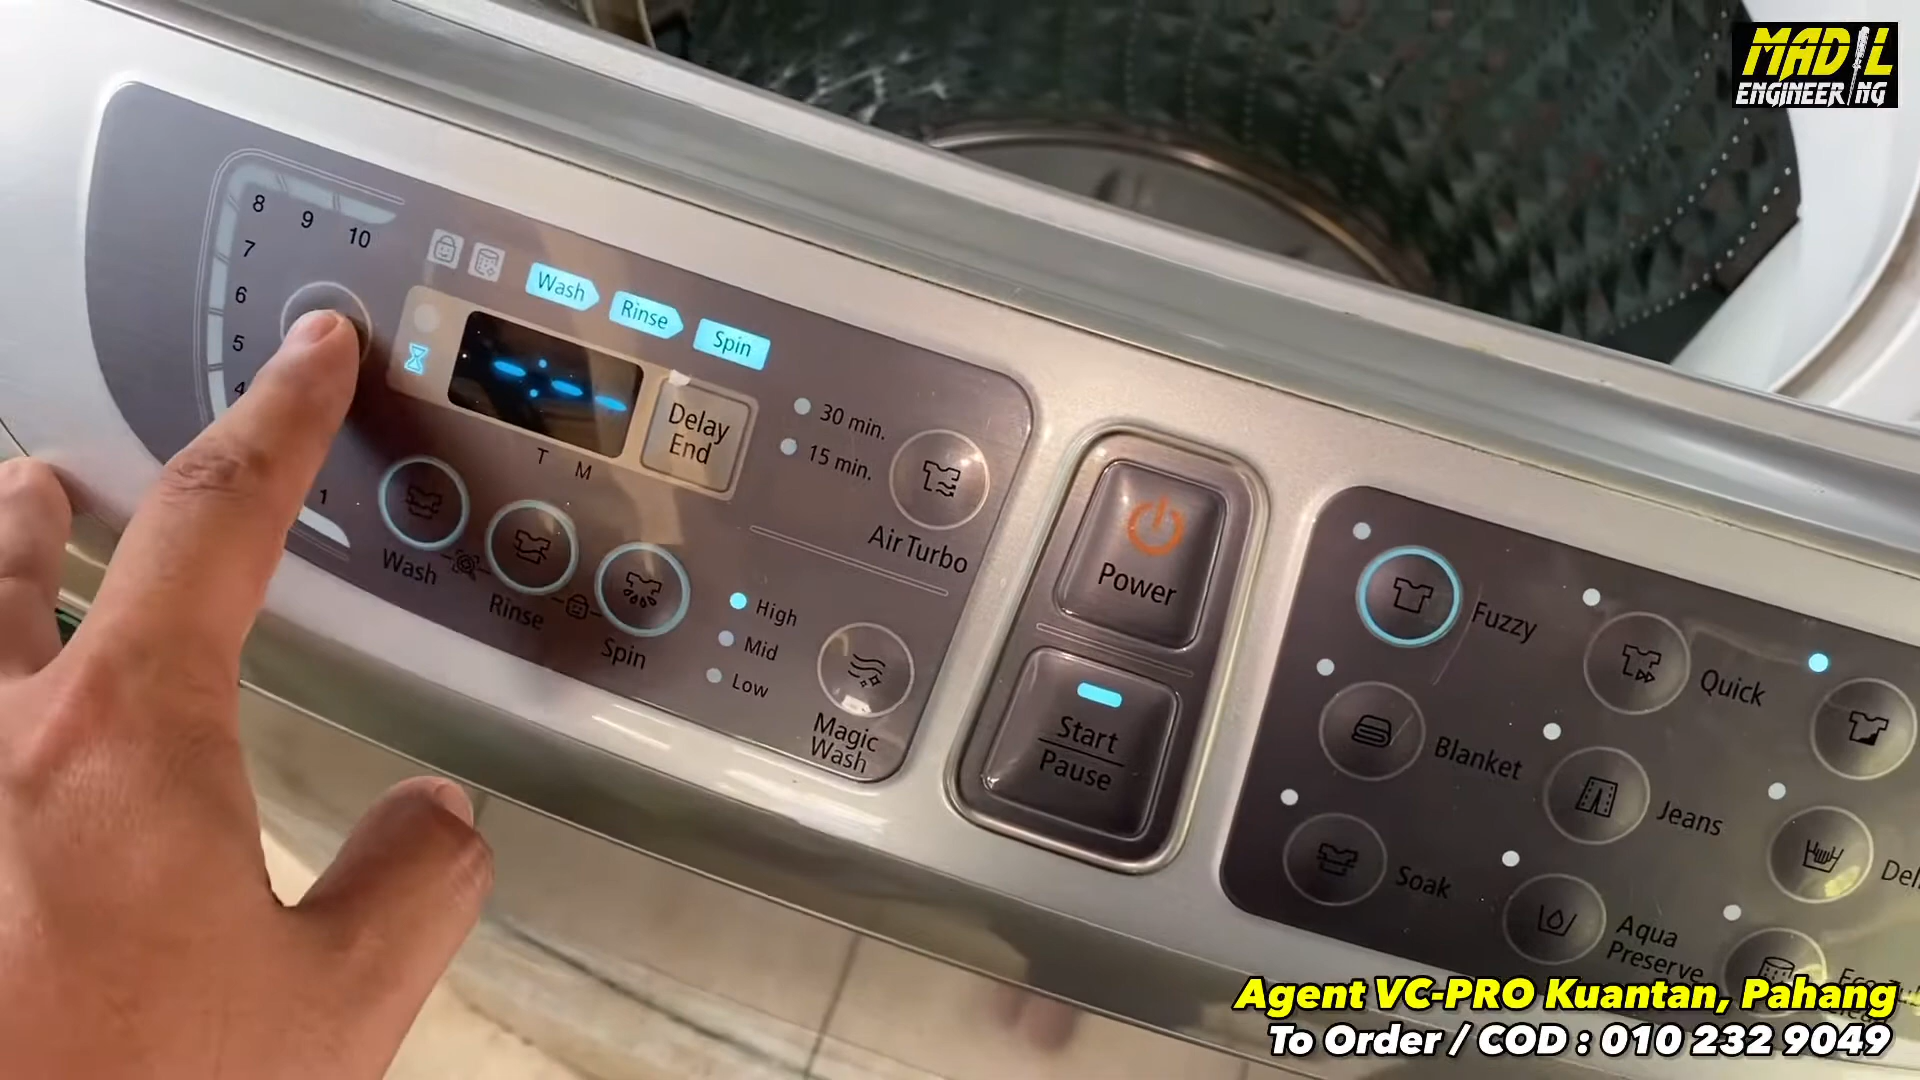 MADIL
ENGINEERING
8
9
10
7
6
5
4
1
Wash
Rinse
Spin
Delay
End
T M
30 min.
15 min.
Air Turbo
Wash
Rinse
Spin
High
Mid
Low
Magic
Wash
Power
Start
Pause
Fuzzy
Quick
Blanket
Jeans
Soak
Aqua
Preserve
Agent VC-PRO Kuantan, Pahang
To Order / COD : 010 232 9049